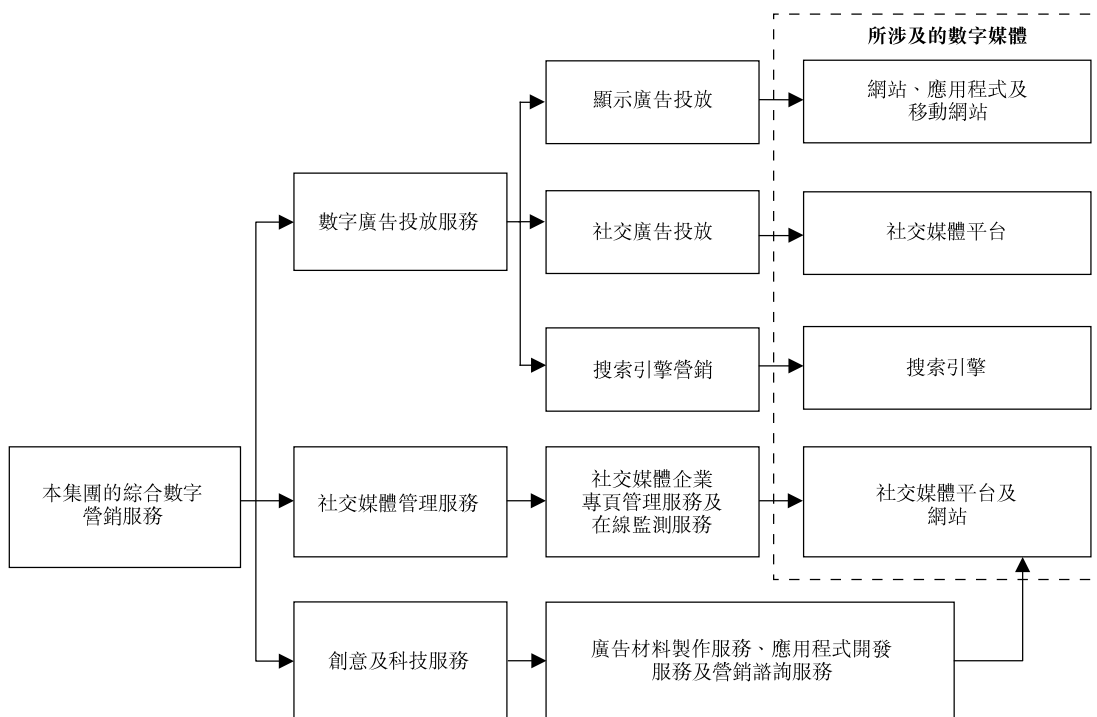 所涉及的數字媒體
顯示廣告投放
網站、應用程式及
移動網站
數字廣告投放服務
社交廣告投放
社交媒體平台
搜索引擎營銷
搜索引擎
本集團的綜合數字
營銷服務
社交媒體管理服務
社交媒體企業
專頁管理服務及
在線監測服務
社交媒體平台及
網站
創意及科技服務
廣告材料製作服務、應用程式開發
服務及營銷諮詢服務